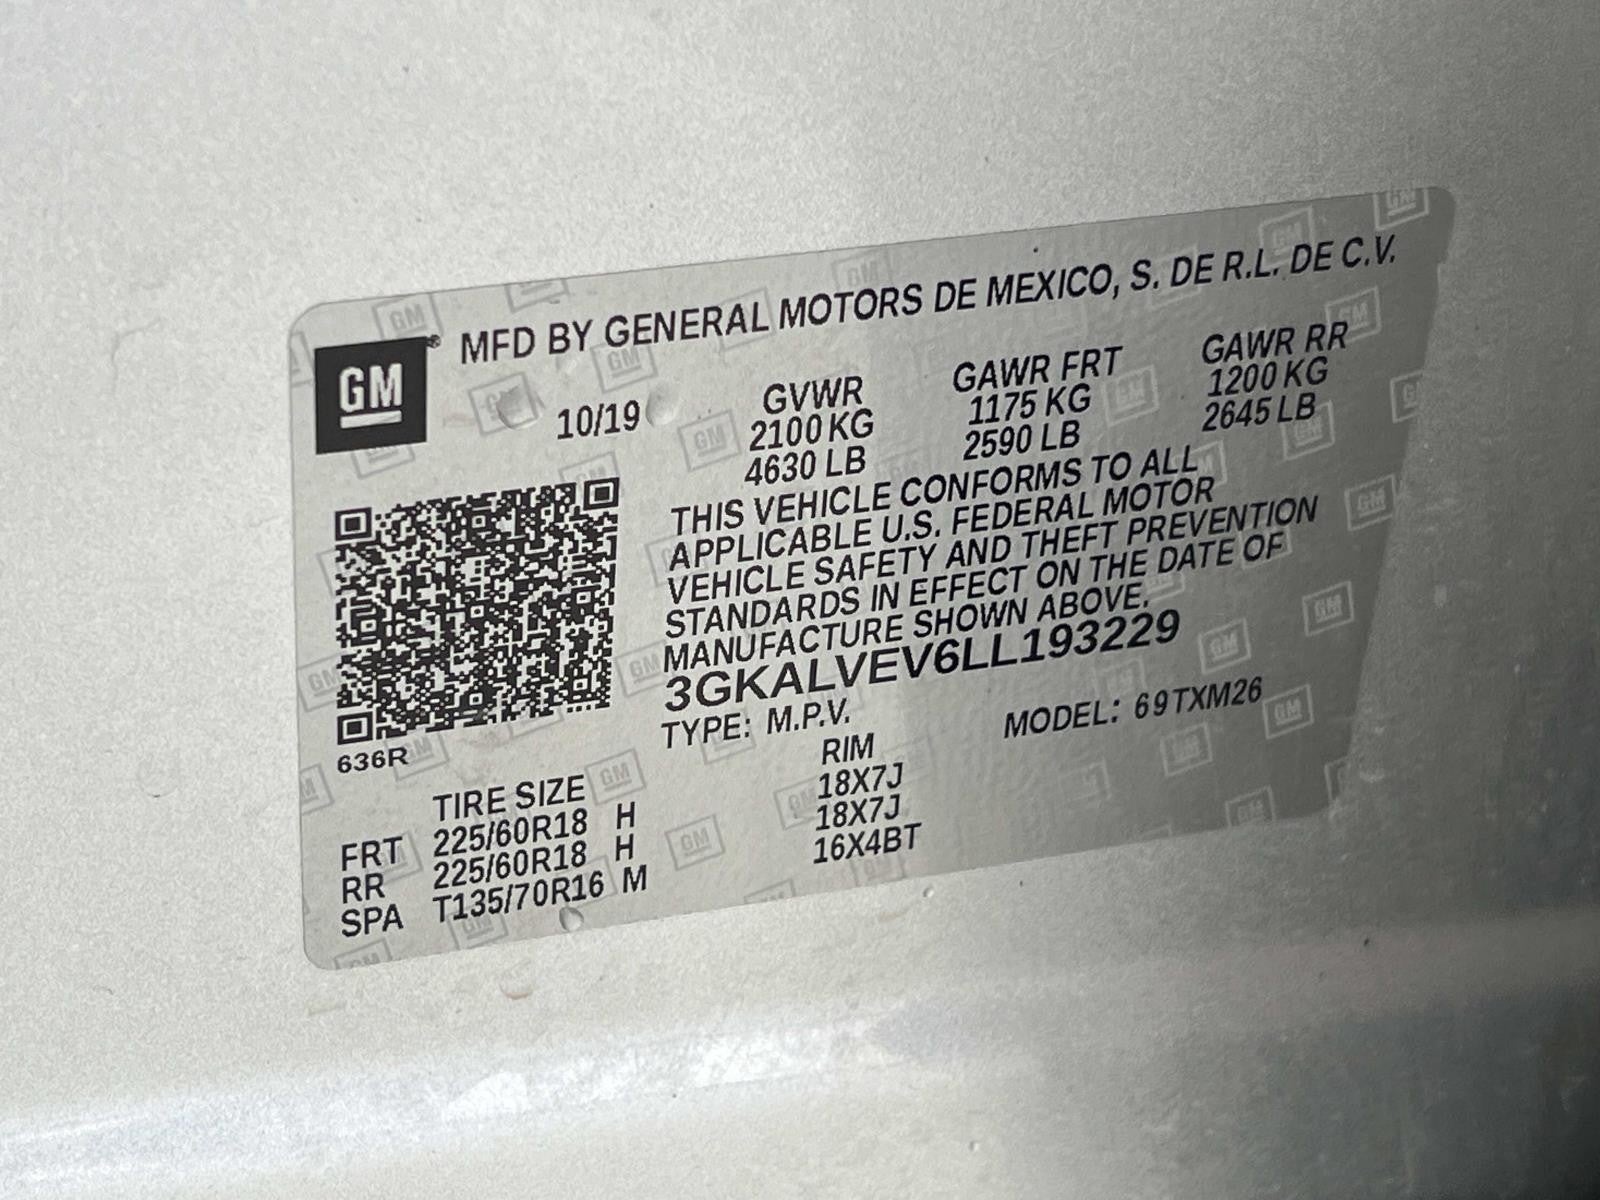 MFD BY GENERAL MOTORS DE MEXICO, S. DE R.L. DE C.V.
GM®
10/19
GVWR GAWR FRT GAWR RR
2100 KG 1175 KG 1200 KG
4630 LB 2590 LB 2645 LB
THIS VEHICLE CONFORMS TO ALL
APPLICABLE U.S. FEDERAL MOTOR
VEHICLE SAFETY AND THEFT PREVENTION
STANDARDS IN EFFECT ON THE DATE OF
MANUFACTURE SHOWN ABOVE.
3GKALVEV6LL193229
TYPE: M.P.V. MODEL: 69TXM26
636R
TIRE SIZE RIM
FRT 225/60R18 H 18X7J
RR 225/60R18 H 18X7J
SPA T135/70R16 M 16X4BT